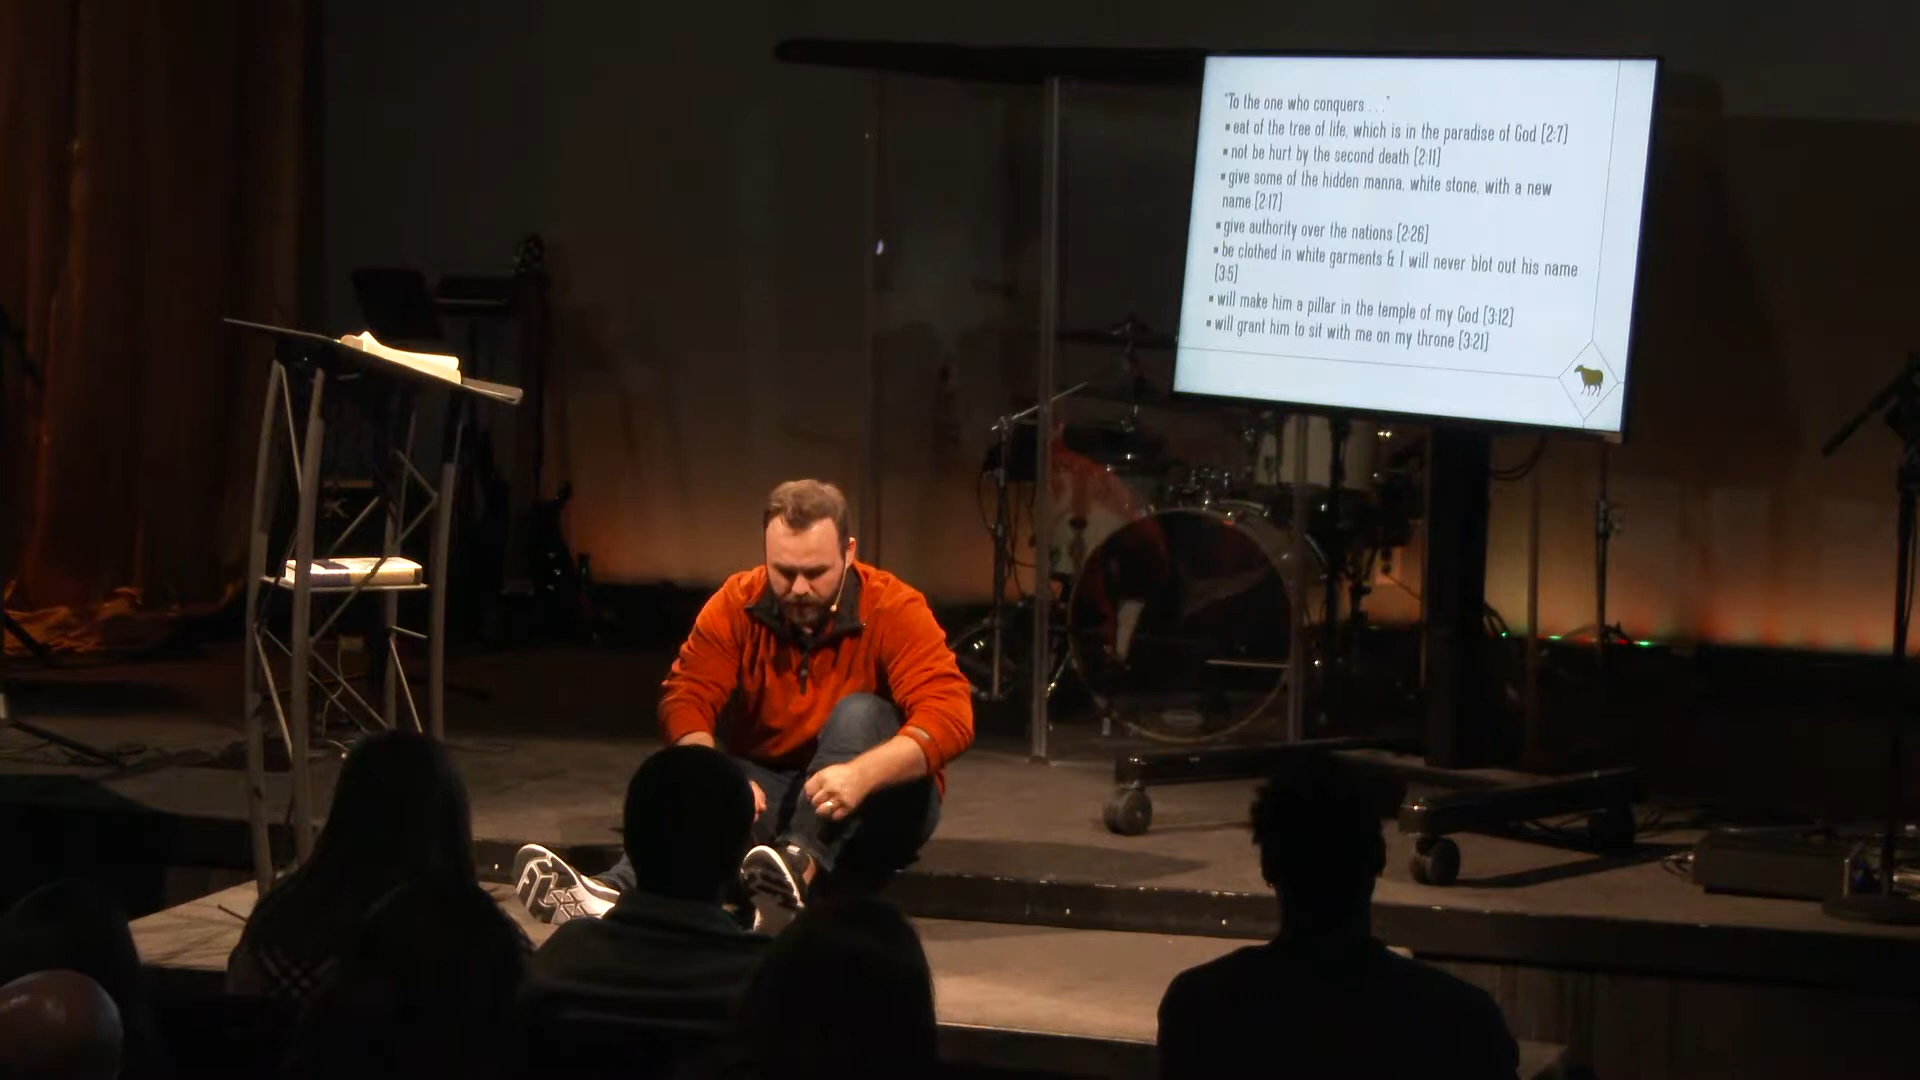 "To the one who conquers . . ."
▪ eat of the tree of life, which is in the paradise of God [2:7]
▪ not be hurt by the second death [2:11]
▪ give some of the hidden manna, white stone, with a new
name [2:17]
▪ give authority over the nations [2:26]
▪ be clothed in white garments & I will never blot out his name
[3:5]
▪ will make him a pillar in the temple of my God [3:12]
▪ will grant him to sit with me on my throne [3:21]